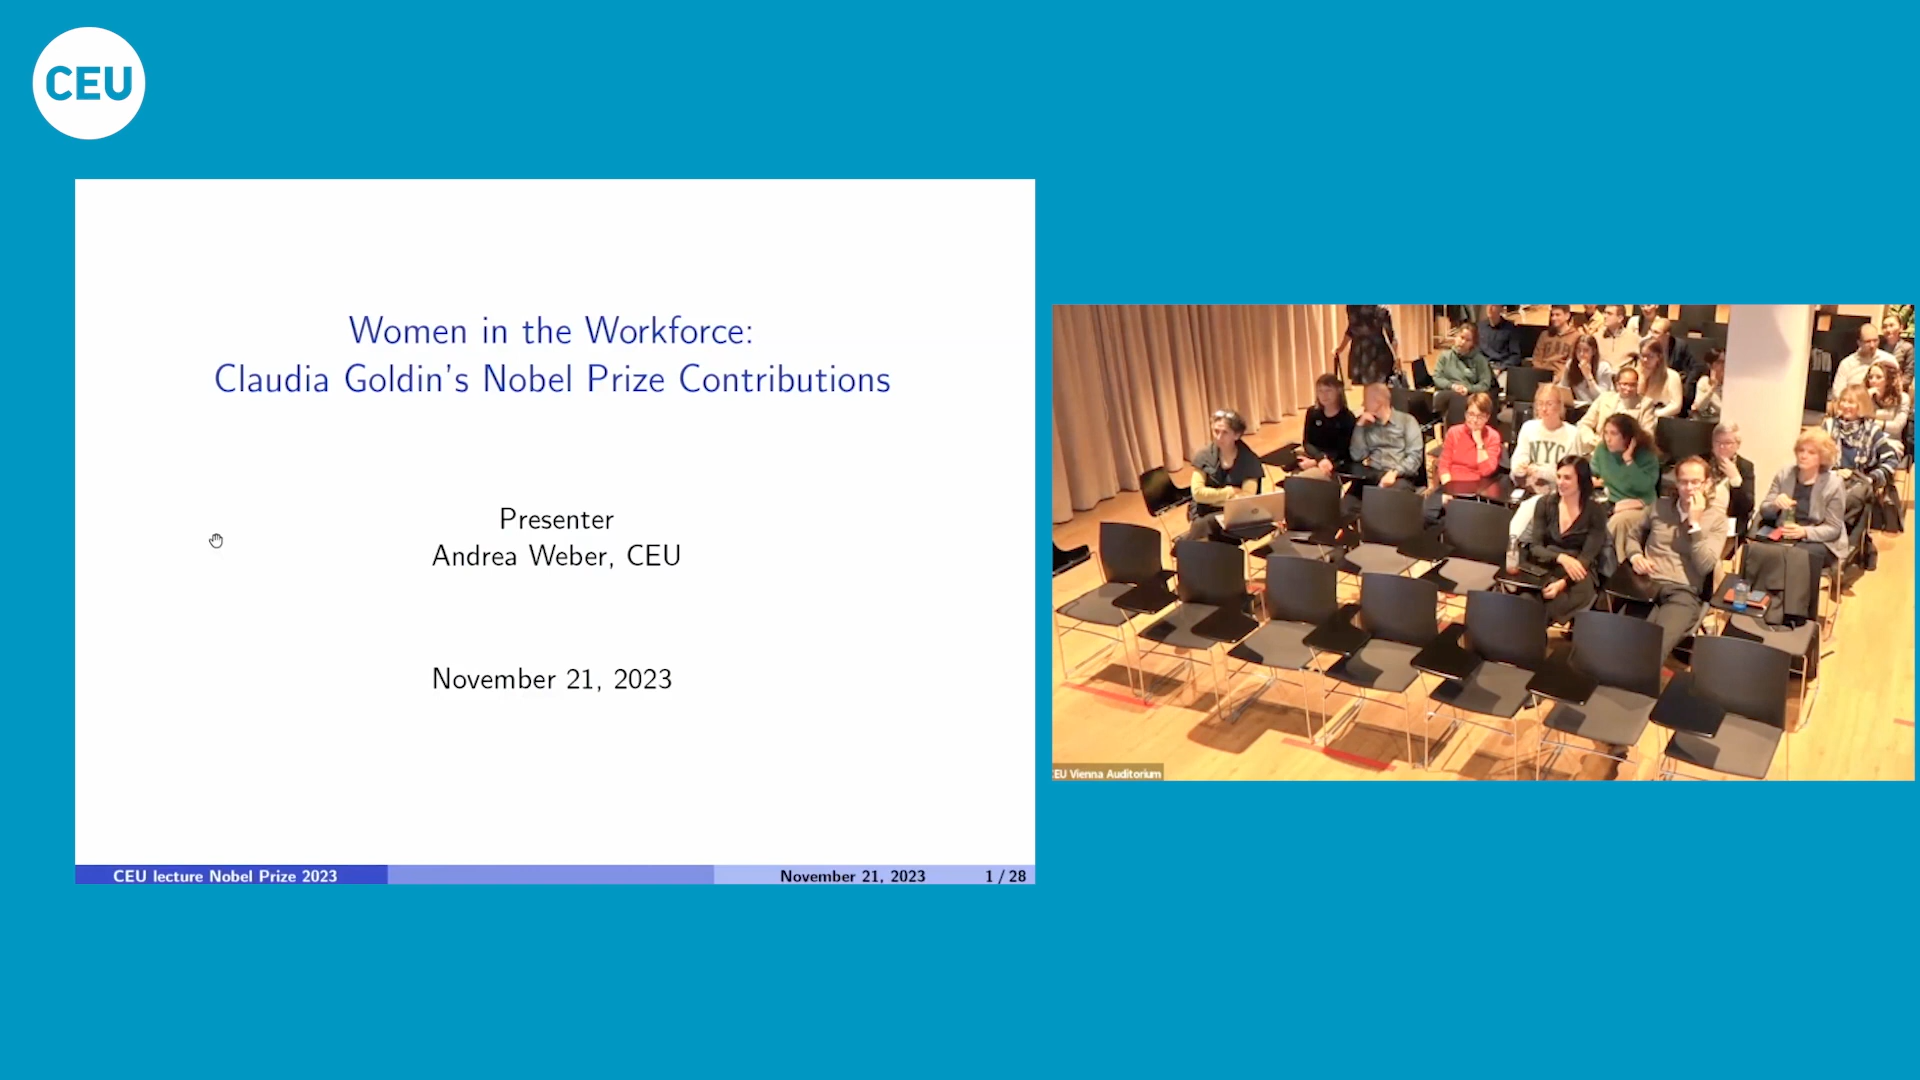 CEU
Women in the Workforce:
Claudia Goldin's Nobel Prize Contributions
Presenter
Andrea Weber, CEU
November 21, 2023
CEU lecture Nobel Prize 2023
November 21, 2023
1 / 28
NYC
EU Vienna Auditorium